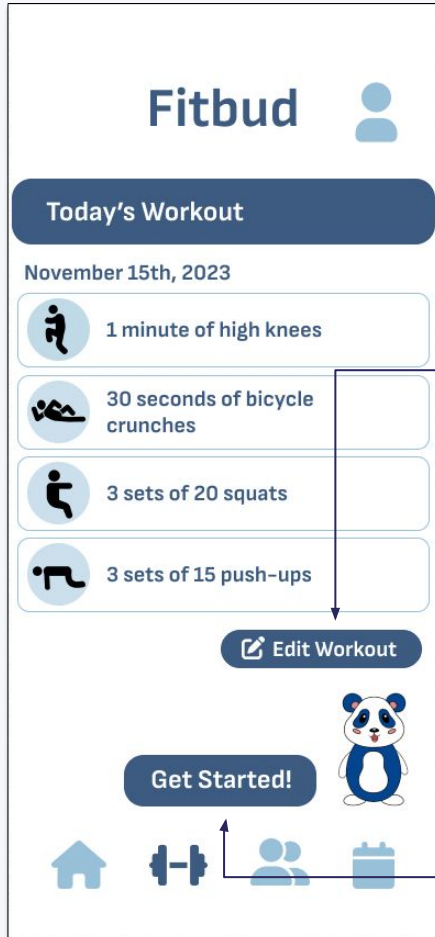 Fitbud
Today's Workout
November 15th, 2023
1 minute of high knees
30 seconds of bicycle
crunches
3 sets of 20 squats
3 sets of 15 push-ups
Edit Workout
Get Started!